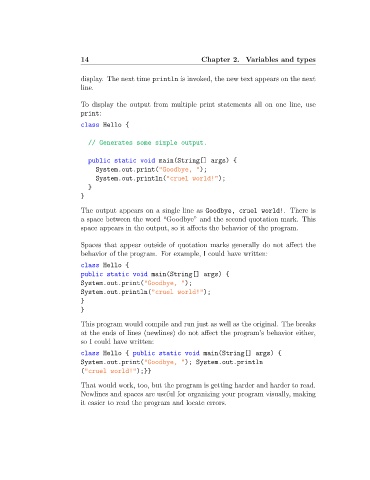 14 Chapter 2. Variables and types
display. The next time println is invoked, the new text appears on the next
line.
To display the output from multiple print statements all on one line, use
print:
class Hello {
// Generates some simple output.
public static void main(String[] args) {
System.out.print("Goodbye, ");
System.out.println("cruel world!");
}
}
The output appears on a single line as Goodbye, cruel world!. There is
a space between the word “Goodbye” and the second quotation mark. This
space appears in the output, so it affects the behavior of the program.
Spaces that appear outside of quotation marks generally do not affect the
behavior of the program. For example, I could have written:
class Hello {
public static void main(String[] args) {
System.out.print("Goodbye, ");
System.out.println("cruel world!");
}
}
This program would compile and run just as well as the original. The breaks
at the ends of lines (newlines) do not affect the program’s behavior either,
so I could have written:
class Hello { public static void main(String[] args) {
System.out.print("Goodbye, "); System.out.println
("cruel world!");}}
That would work, too, but the program is getting harder and harder to read.
Newlines and spaces are useful for organizing your program visually, making
it easier to read the program and locate errors.